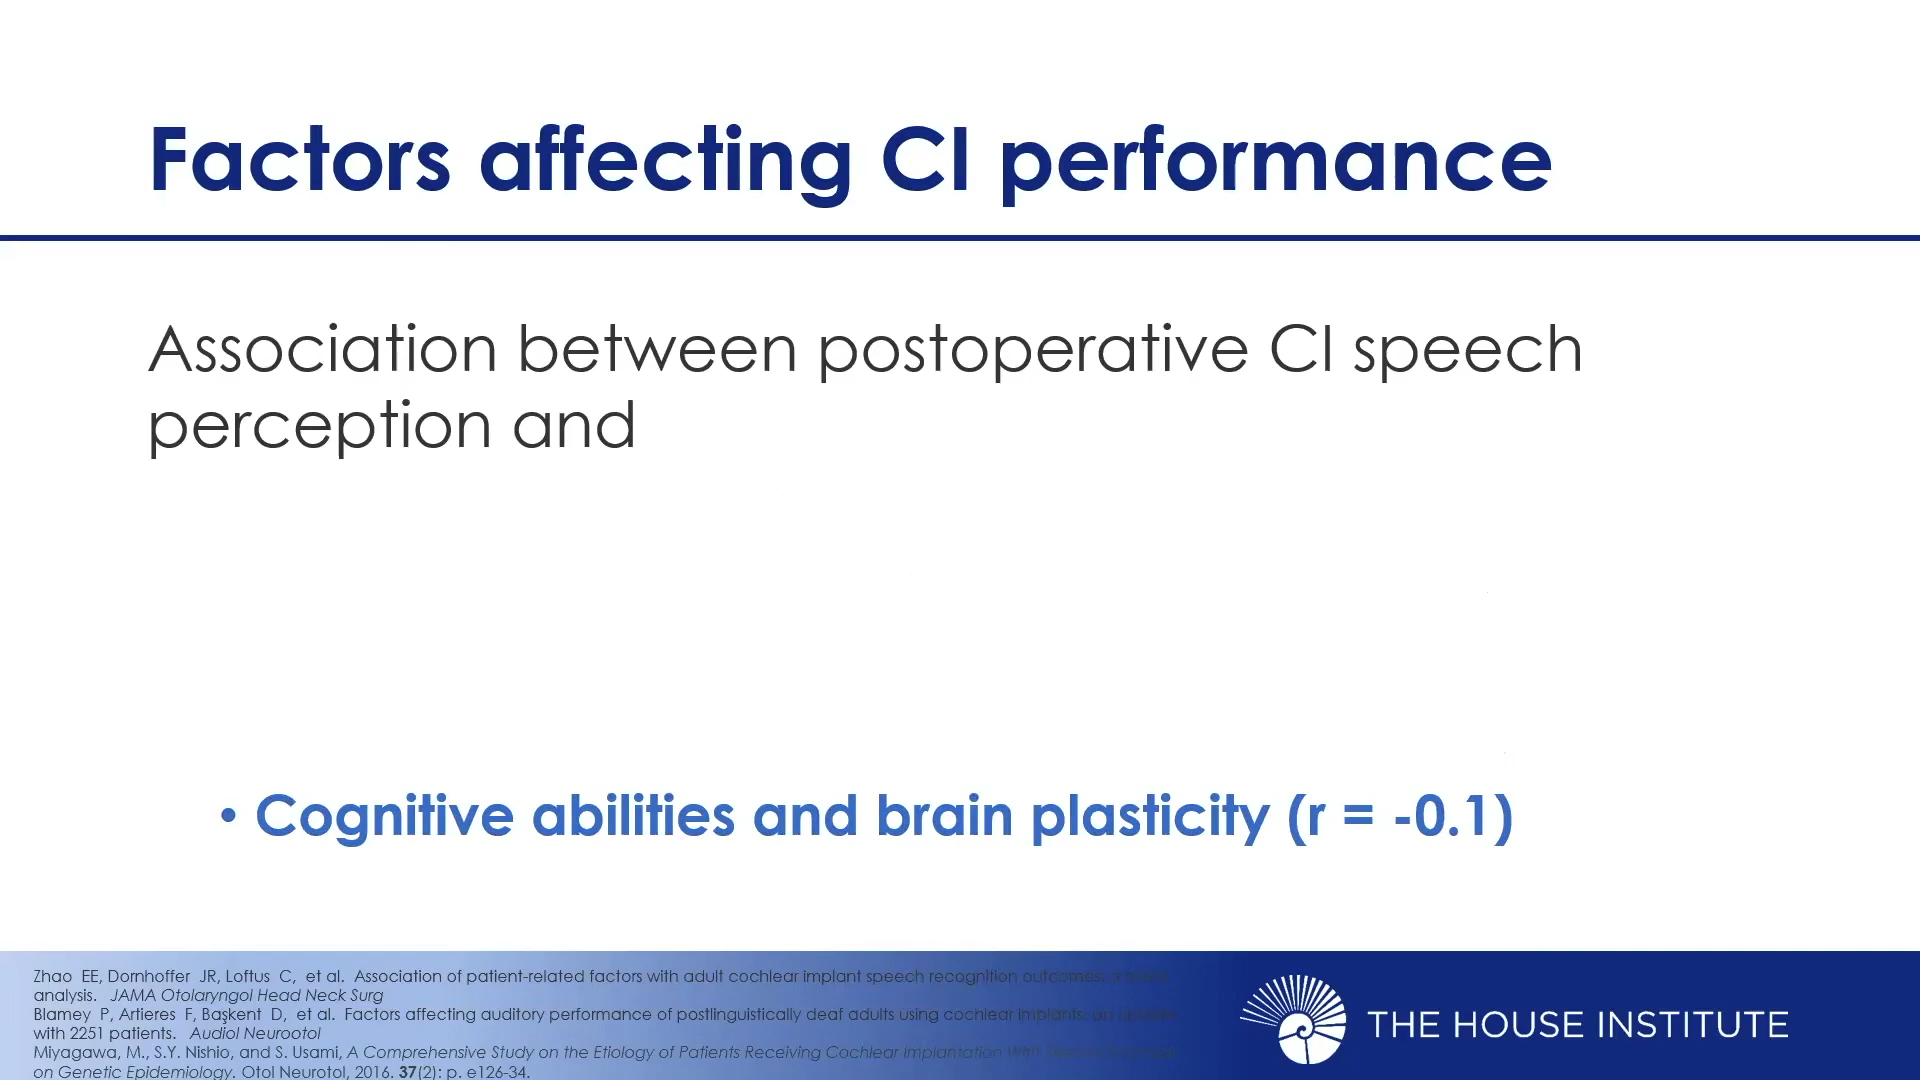 Factors affecting CI performance
Association between postoperative CI speech
perception and
• Cognitive abilities and brain plasticity (r = -0.1)
Zhao EE, Dornhoffer JR, Loftus C, et al. Association of patient-related factors with adult cochlear implant speech recognition outcomes:
analysis. JAMA Otolaryngol Head Neck Surg
Blamey P, Artieres F, Başkent D, et al. Factors affecting auditory performance of postlinguistically deaf adults using cochlear implants: an update
with 2251 patients. Audiol Neurootol
Miyagawa, M., S.Y. Nishio, and S. Usami, A Comprehensive Study on the Etiology of Patients Receiving Cochlear Implantation With
on Genetic Epidemiology. Otol Neurotol, 2016. 37(2): p. e126-34.
THE HOUSE INSTITUTE